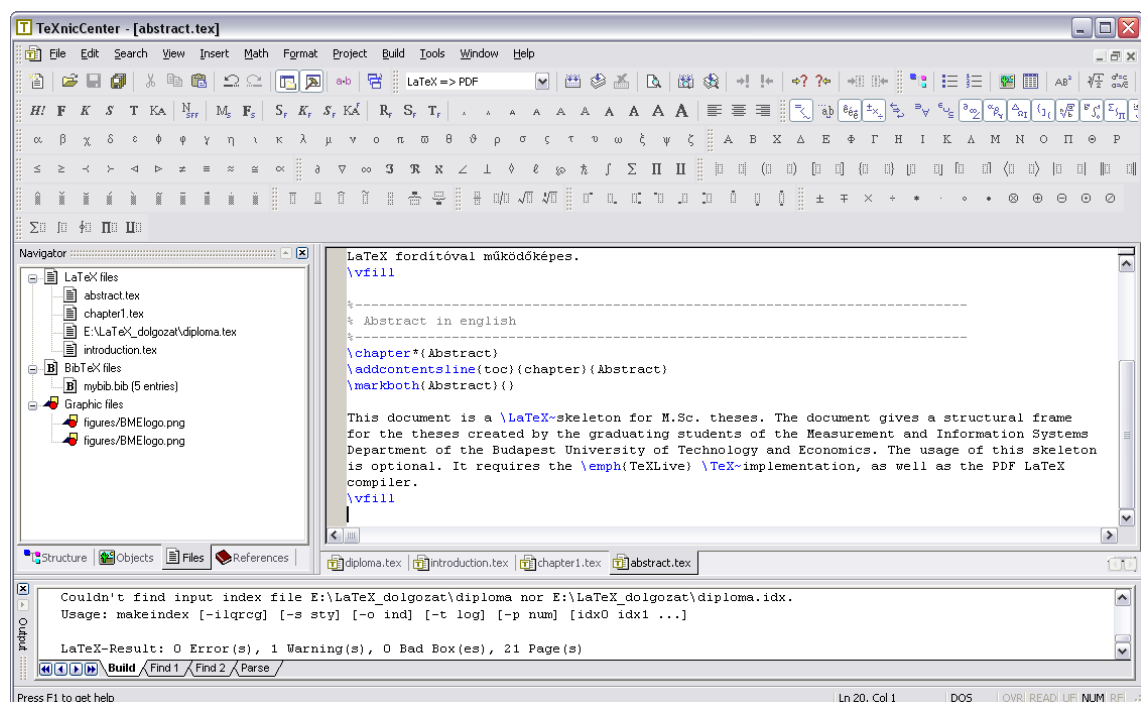 TeXnicCenter - [abstract.tex]
File Edit Search View Insert Math Format Project Build Tools Window Help
LaTeX => PDF
Navigator
LaTeX files
abstract.tex
chapter1.tex
E:\LaTeX_dolgozat\diploma.tex
introduction.tex
BibTeX files
mybib.bib (5 entries)
Graphic files
figures/BMElogo.png
figures/BMElogo.png
Structure Objects Files References
LaTeX fordítóval működőképes.
\vfill
%----------------------------------------------------------------------------
% Abstract in english
%----------------------------------------------------------------------------
\chapter*{Abstract}
\addcontentsline{toc}{chapter}{Abstract}
\markboth{Abstract}{}
This document is a \LaTeX~skeleton for M.Sc. theses. The document gives a structural frame
for the theses created by the graduating students of the Measurement and Information Systems
Department of the Budapest University of Technology and Economics. The usage of this skeleton
is optional. It requires the \emph{TeXLive} \TeX~implementation, as well as the PDF LaTeX
compiler.
\vfill
diploma.tex introduction.tex chapter1.tex abstract.tex
Output
Couldn't find input index file E:\LaTeX_dolgozat\diploma nor E:\LaTeX_dolgozat\diploma.idx.
Usage: makeindex [-ilqrcg] [-s sty] [-o ind] [-t log] [-p num] [idx0 idx1 ...]
LaTeX-Result: 0 Error(s), 1 Warning(s), 0 Bad Box(es), 21 Page(s)
Build Find 1 Find 2 Parse
Press F1 to get help
Ln 20, Col 1 DOS OVR READ UF NUM RF